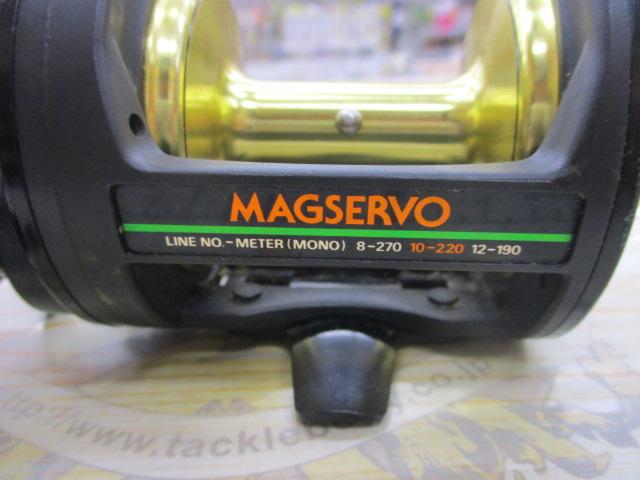 MAGSERVO
LINE NO.-METER (MONO) 8-270 10-220 12-190
http://www.tackleberry.co.jp